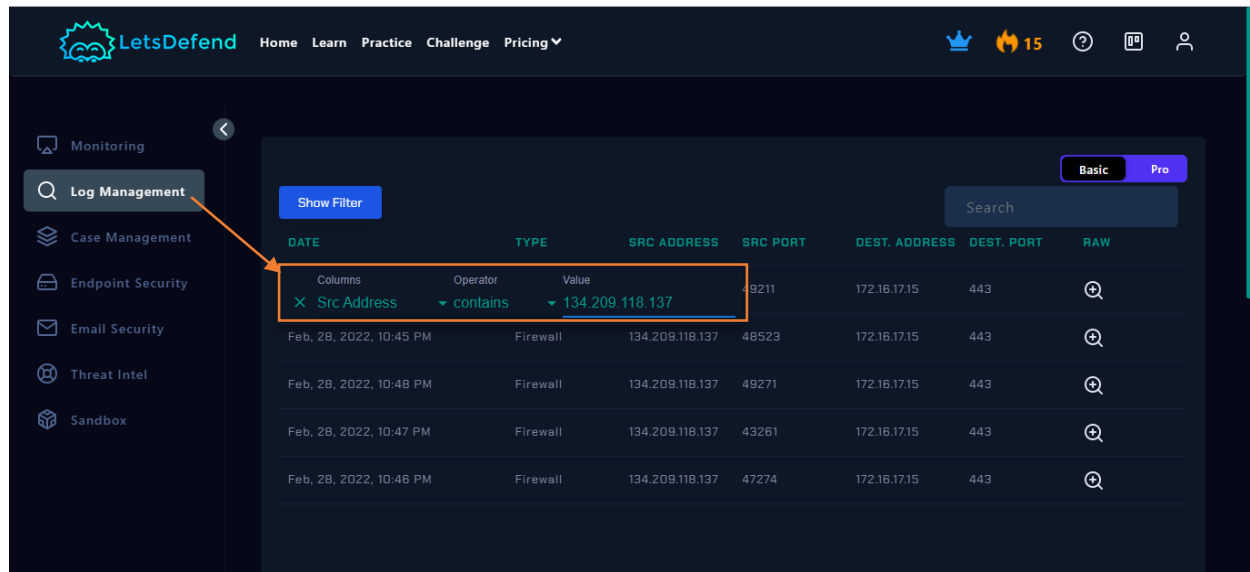 LetsDefend Home Learn Practice Challenge Pricing 15
Monitoring
Log Management
Case Management
Endpoint Security
Email Security
Threat Intel
Sandbox
Basic Pro
Show Filter Search
DATE TYPE SRC ADDRESS SRC PORT DEST. ADDRESS DEST. PORT RAW
Columns Operator Value
Src Address contains 134.209.118.137
49211 172.16.17.15 443
Feb, 28, 2022, 10:45 PM Firewall 134.209.118.137 48523 172.16.17.15 443
Feb, 28, 2022, 10:48 PM Firewall 134.209.118.137 49271 172.16.17.15 443
Feb, 28, 2022, 10:47 PM Firewall 134.209.118.137 43261 172.16.17.15 443
Feb, 28, 2022, 10:46 PM Firewall 134.209.118.137 47274 172.16.17.15 443